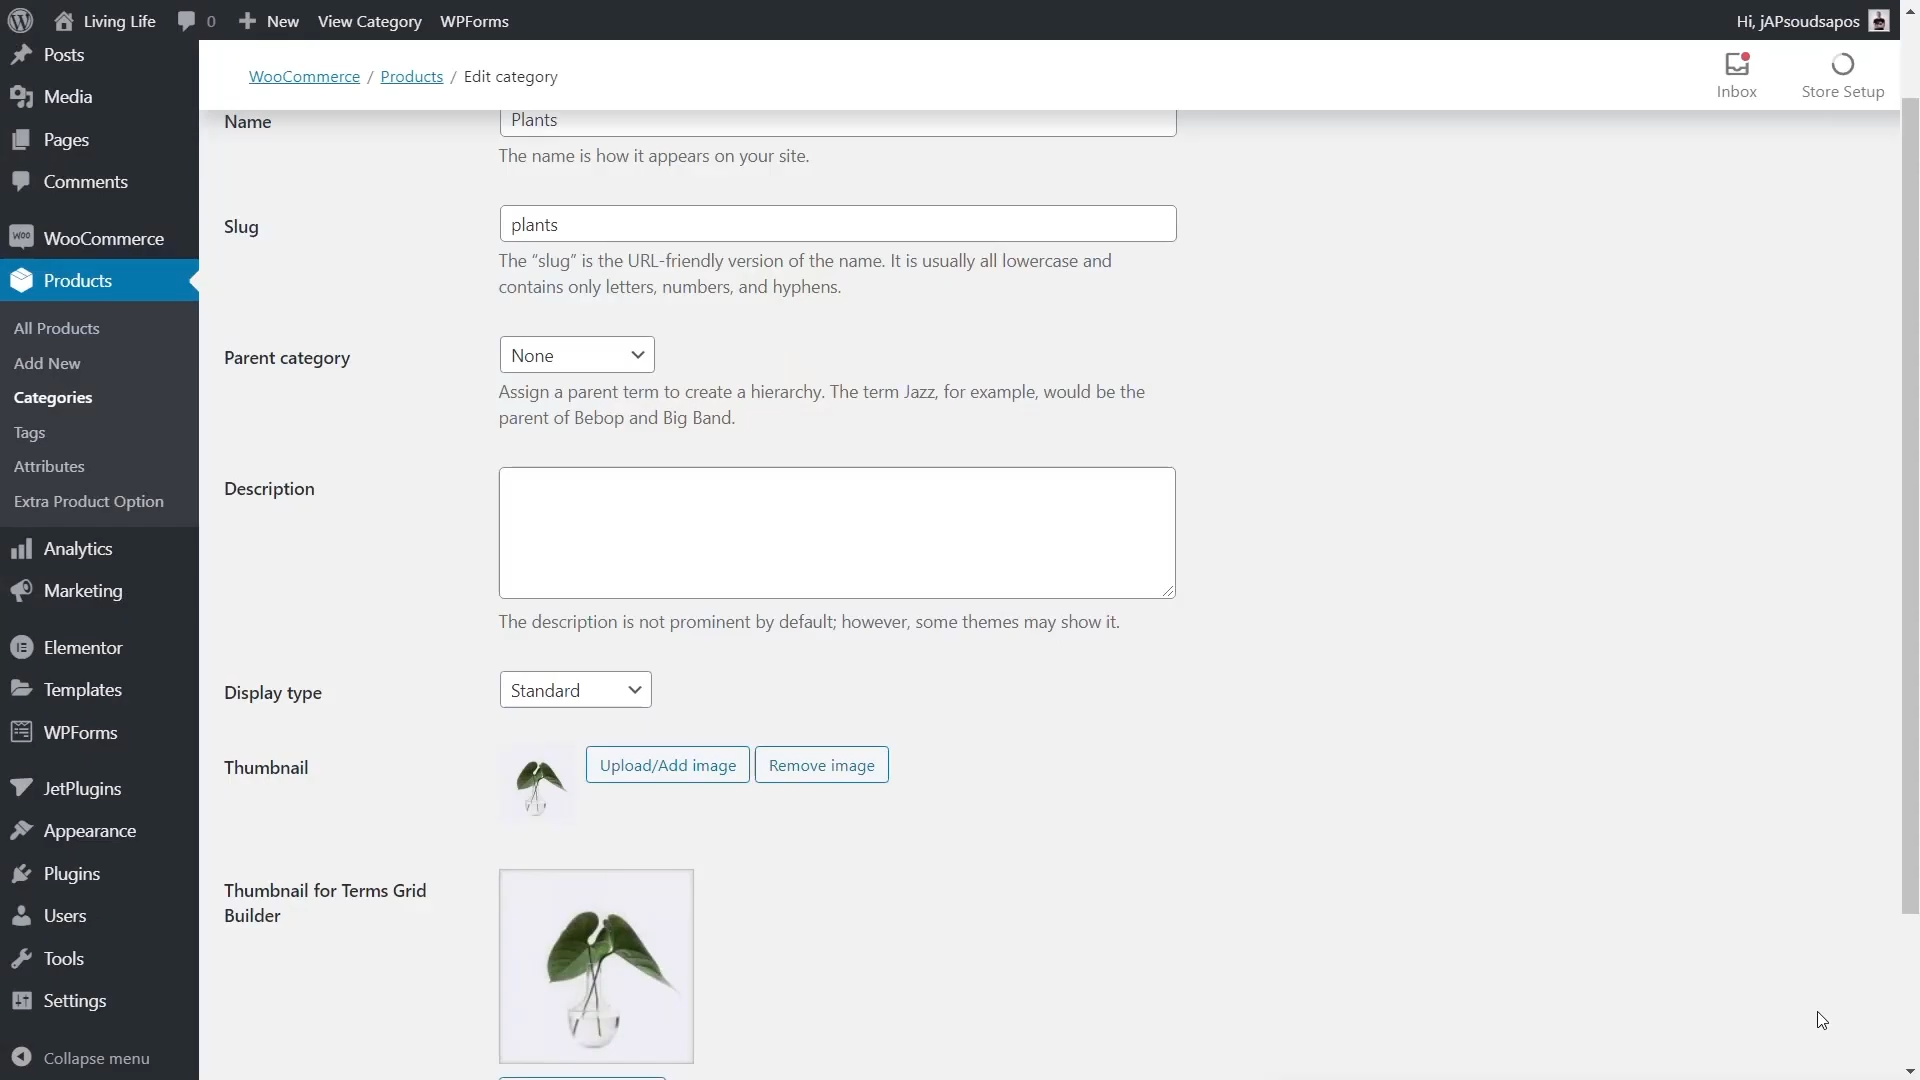 Living Life
0
New
View Category
WPForms
Hi, jAPsoudsapos
Posts
Media
Pages
Comments
WOO
WooCommerce
Products
All Products
Add New
Categories
Tags
Attributes
Extra Product Option
Analytics
Marketing
Elementor
Templates
WPForms
JetPlugins
Appearance
Plugins
Users
Tools
Settings
Collapse menu
WooCommerce / Products / Edit category
Inbox
Store Setup
Name
Plants
The name is how it appears on your site.
Slug
plants
The “slug” is the URL-friendly version of the name. It is usually all lowercase and
contains only letters, numbers, and hyphens.
Parent category
None
Assign a parent term to create a hierarchy. The term Jazz, for example, would be the
parent of Bebop and Big Band.
Description
The description is not prominent by default; however, some themes may show it.
Display type
Standard
Thumbnail
Upload/Add image
Remove image
Thumbnail for Terms Grid
Builder